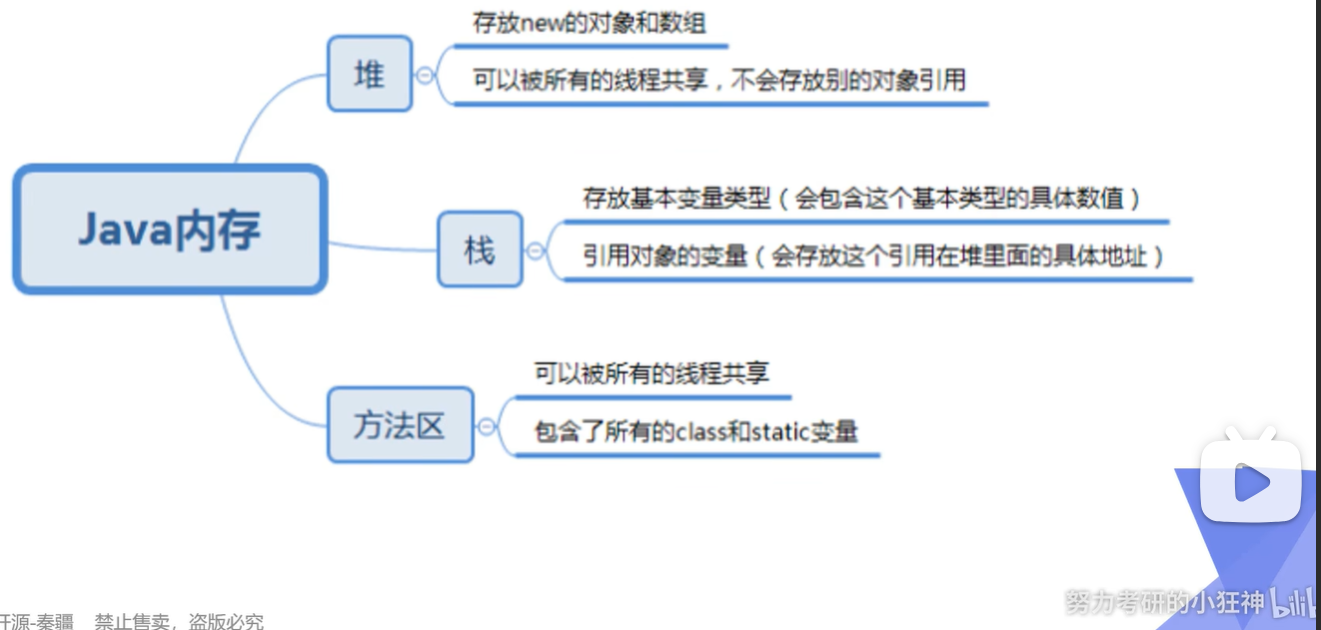 存放new的对象和数组
堆
可以被所有的线程共享，不会存放别的对象引用
Java内存
存放基本变量类型（会包含这个基本类型的具体数值）
栈
引用对象的变量（会存放这个引用在堆里面的具体地址）
可以被所有的线程共享
方法区
包含了所有的class和static变量
努力考研的小狂神 bilib
开源-秦疆 禁止售卖，盗版必究